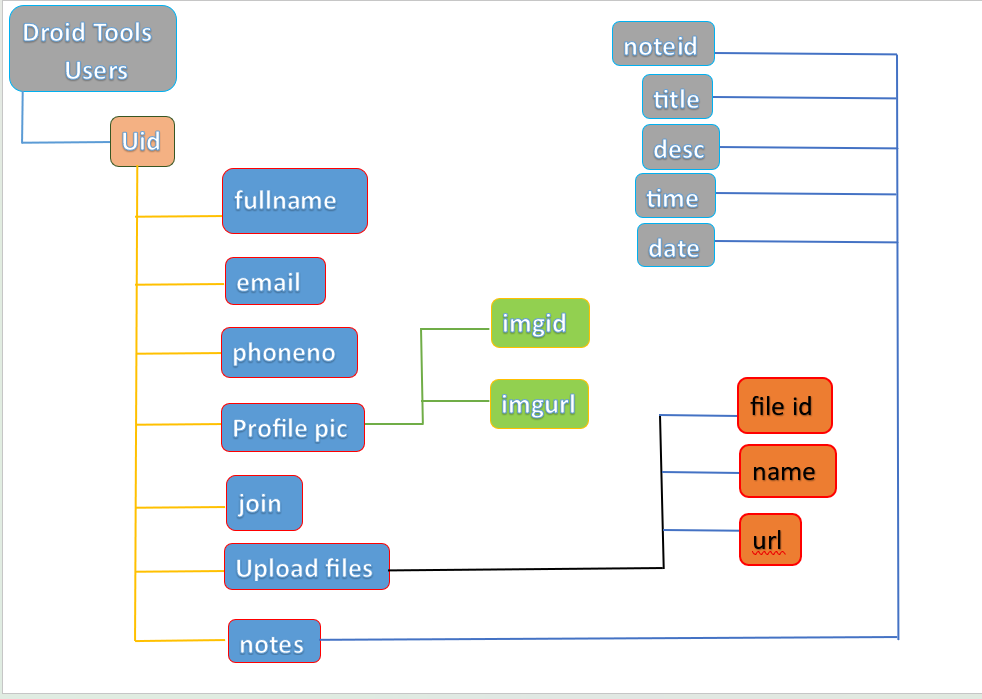 Droid Tools
Users
Uid
fullname
email
phoneno
Profile pic
join
Upload files
notes
imgid
imgurl
noteid
title
desc
time
date
file id
name
url